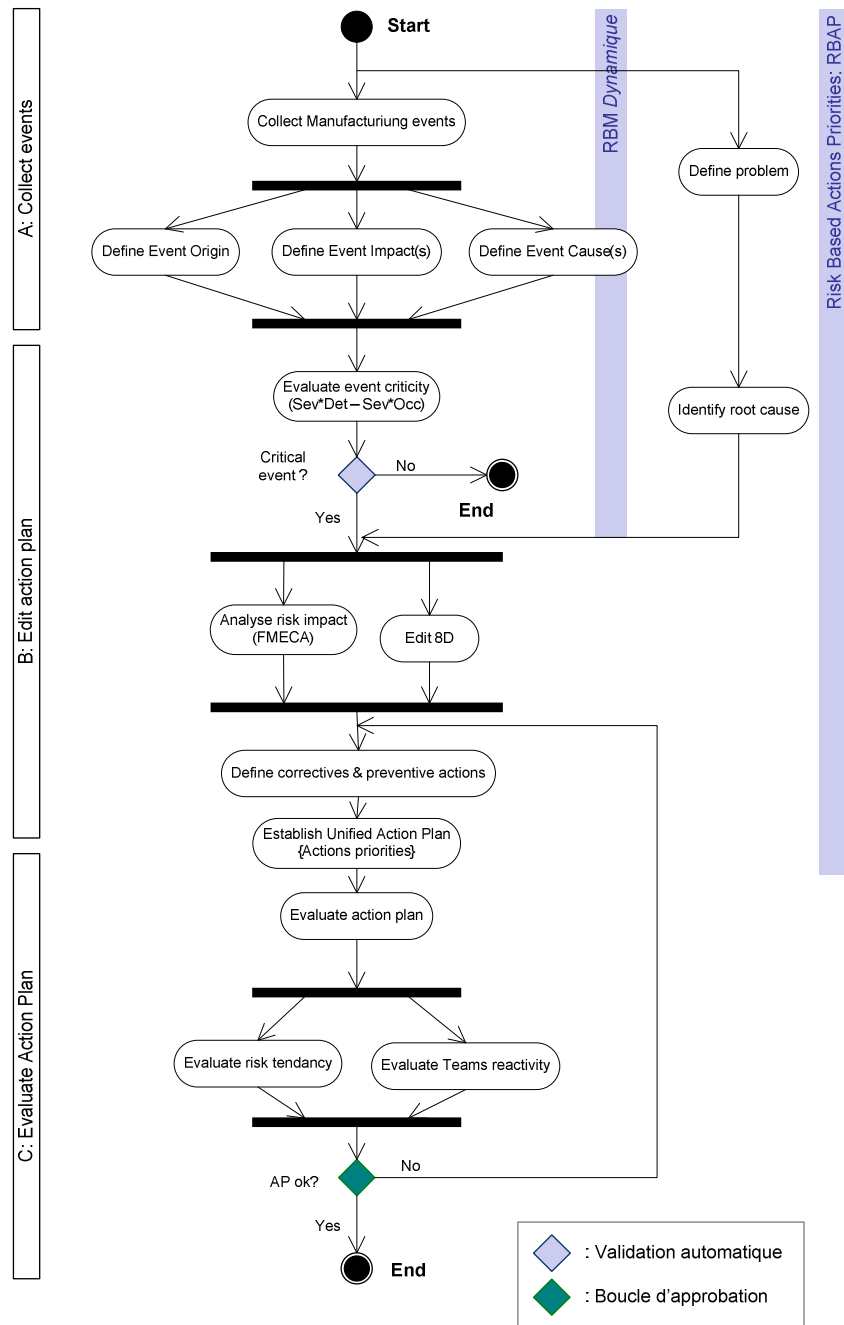 Start
A: Collect events
RBM Dynamique
Risk Based Actions Priorities: RBAP
Collect Manufacturiung events
Define problem
Define Event Origin
Define Event Impact(s)
Define Event Cause(s)
B: Edit action plan
Evaluate event criticity
(Sev*Det – Sev*Occ)
Identify root cause
Critical
event ?
No
End
Yes
Analyse risk impact
(FMECA)
Edit 8D
Define correctives & preventive actions
Establish Unified Action Plan
{Actions priorities}
C: Evaluate Action Plan
Evaluate action plan
Evaluate risk tendancy
Evaluate Teams reactivity
AP ok?
No
Yes
End
: Validation automatique
: Boucle d'approbation